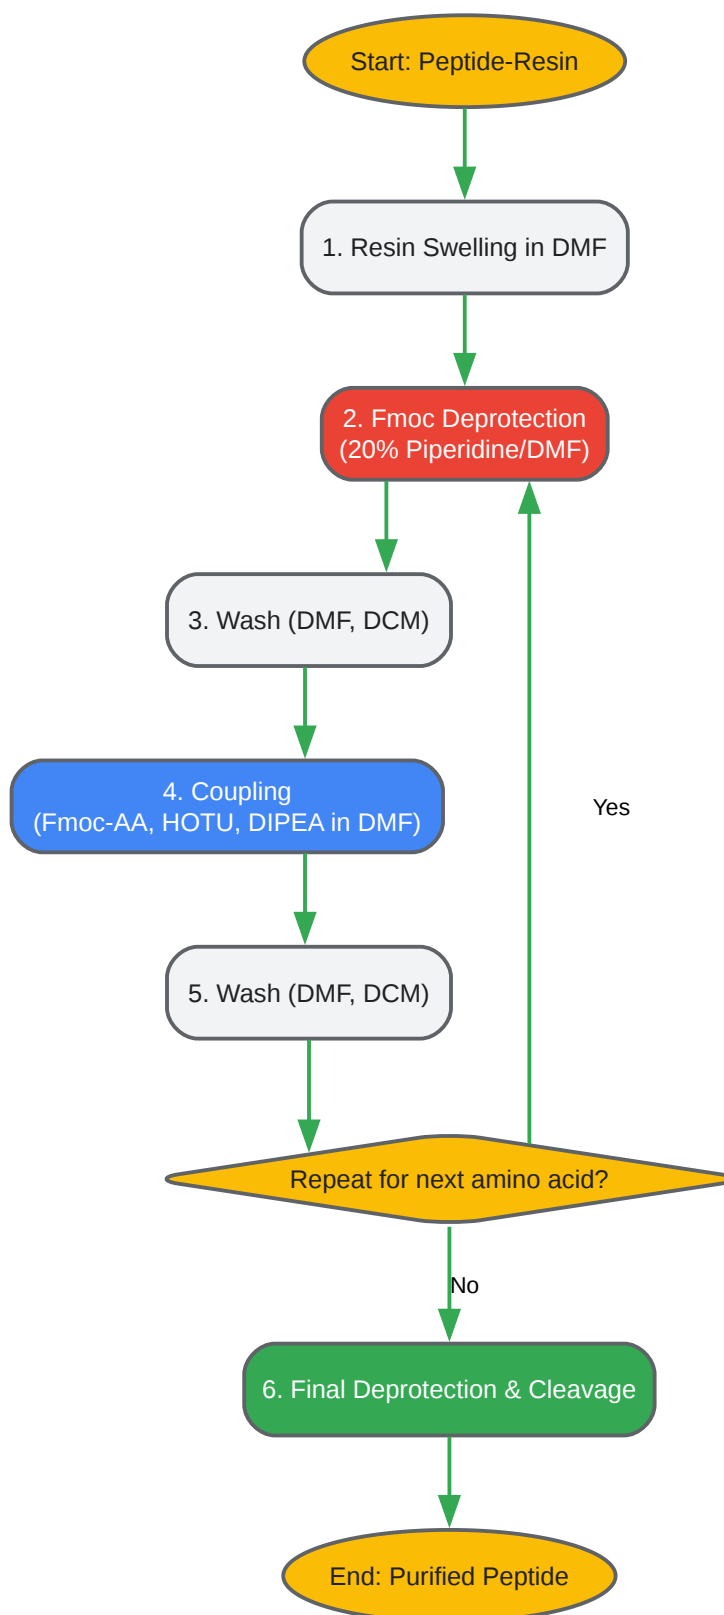 Start: Peptide-Resin
1. Resin Swelling in DMF
2. Fmoc Deprotection
(20% Piperidine/DMF)
3. Wash (DMF, DCM)
4. Coupling
(Fmoc-AA, HOTU, DIPEA in DMF)
Yes
5. Wash (DMF, DCM)
Repeat for next amino acid?
No
6. Final Deprotection & Cleavage
End: Purified Peptide